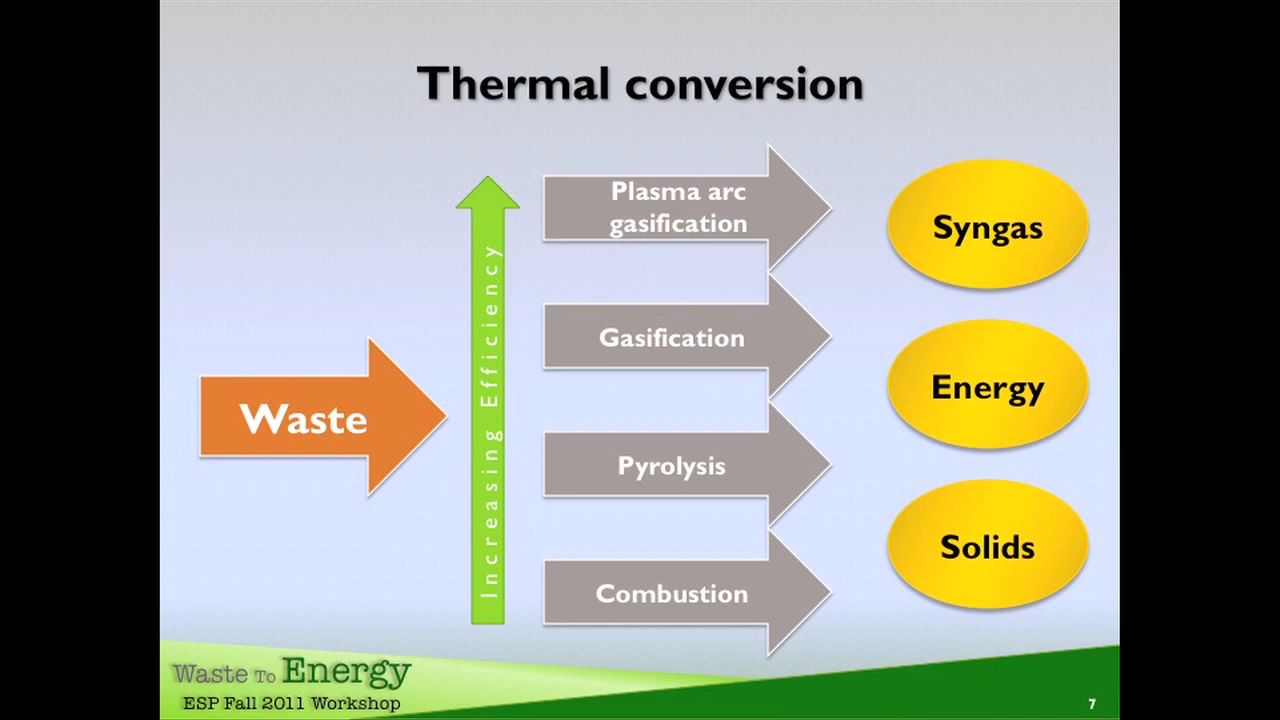 Thermal conversion
Plasma arc
gasification
Syngas
Gasification
Energy
Waste
Increasing Efficiency
Pyrolysis
Solids
Combustion
Waste To Energy
ESP Fall 2011 Workshop
7